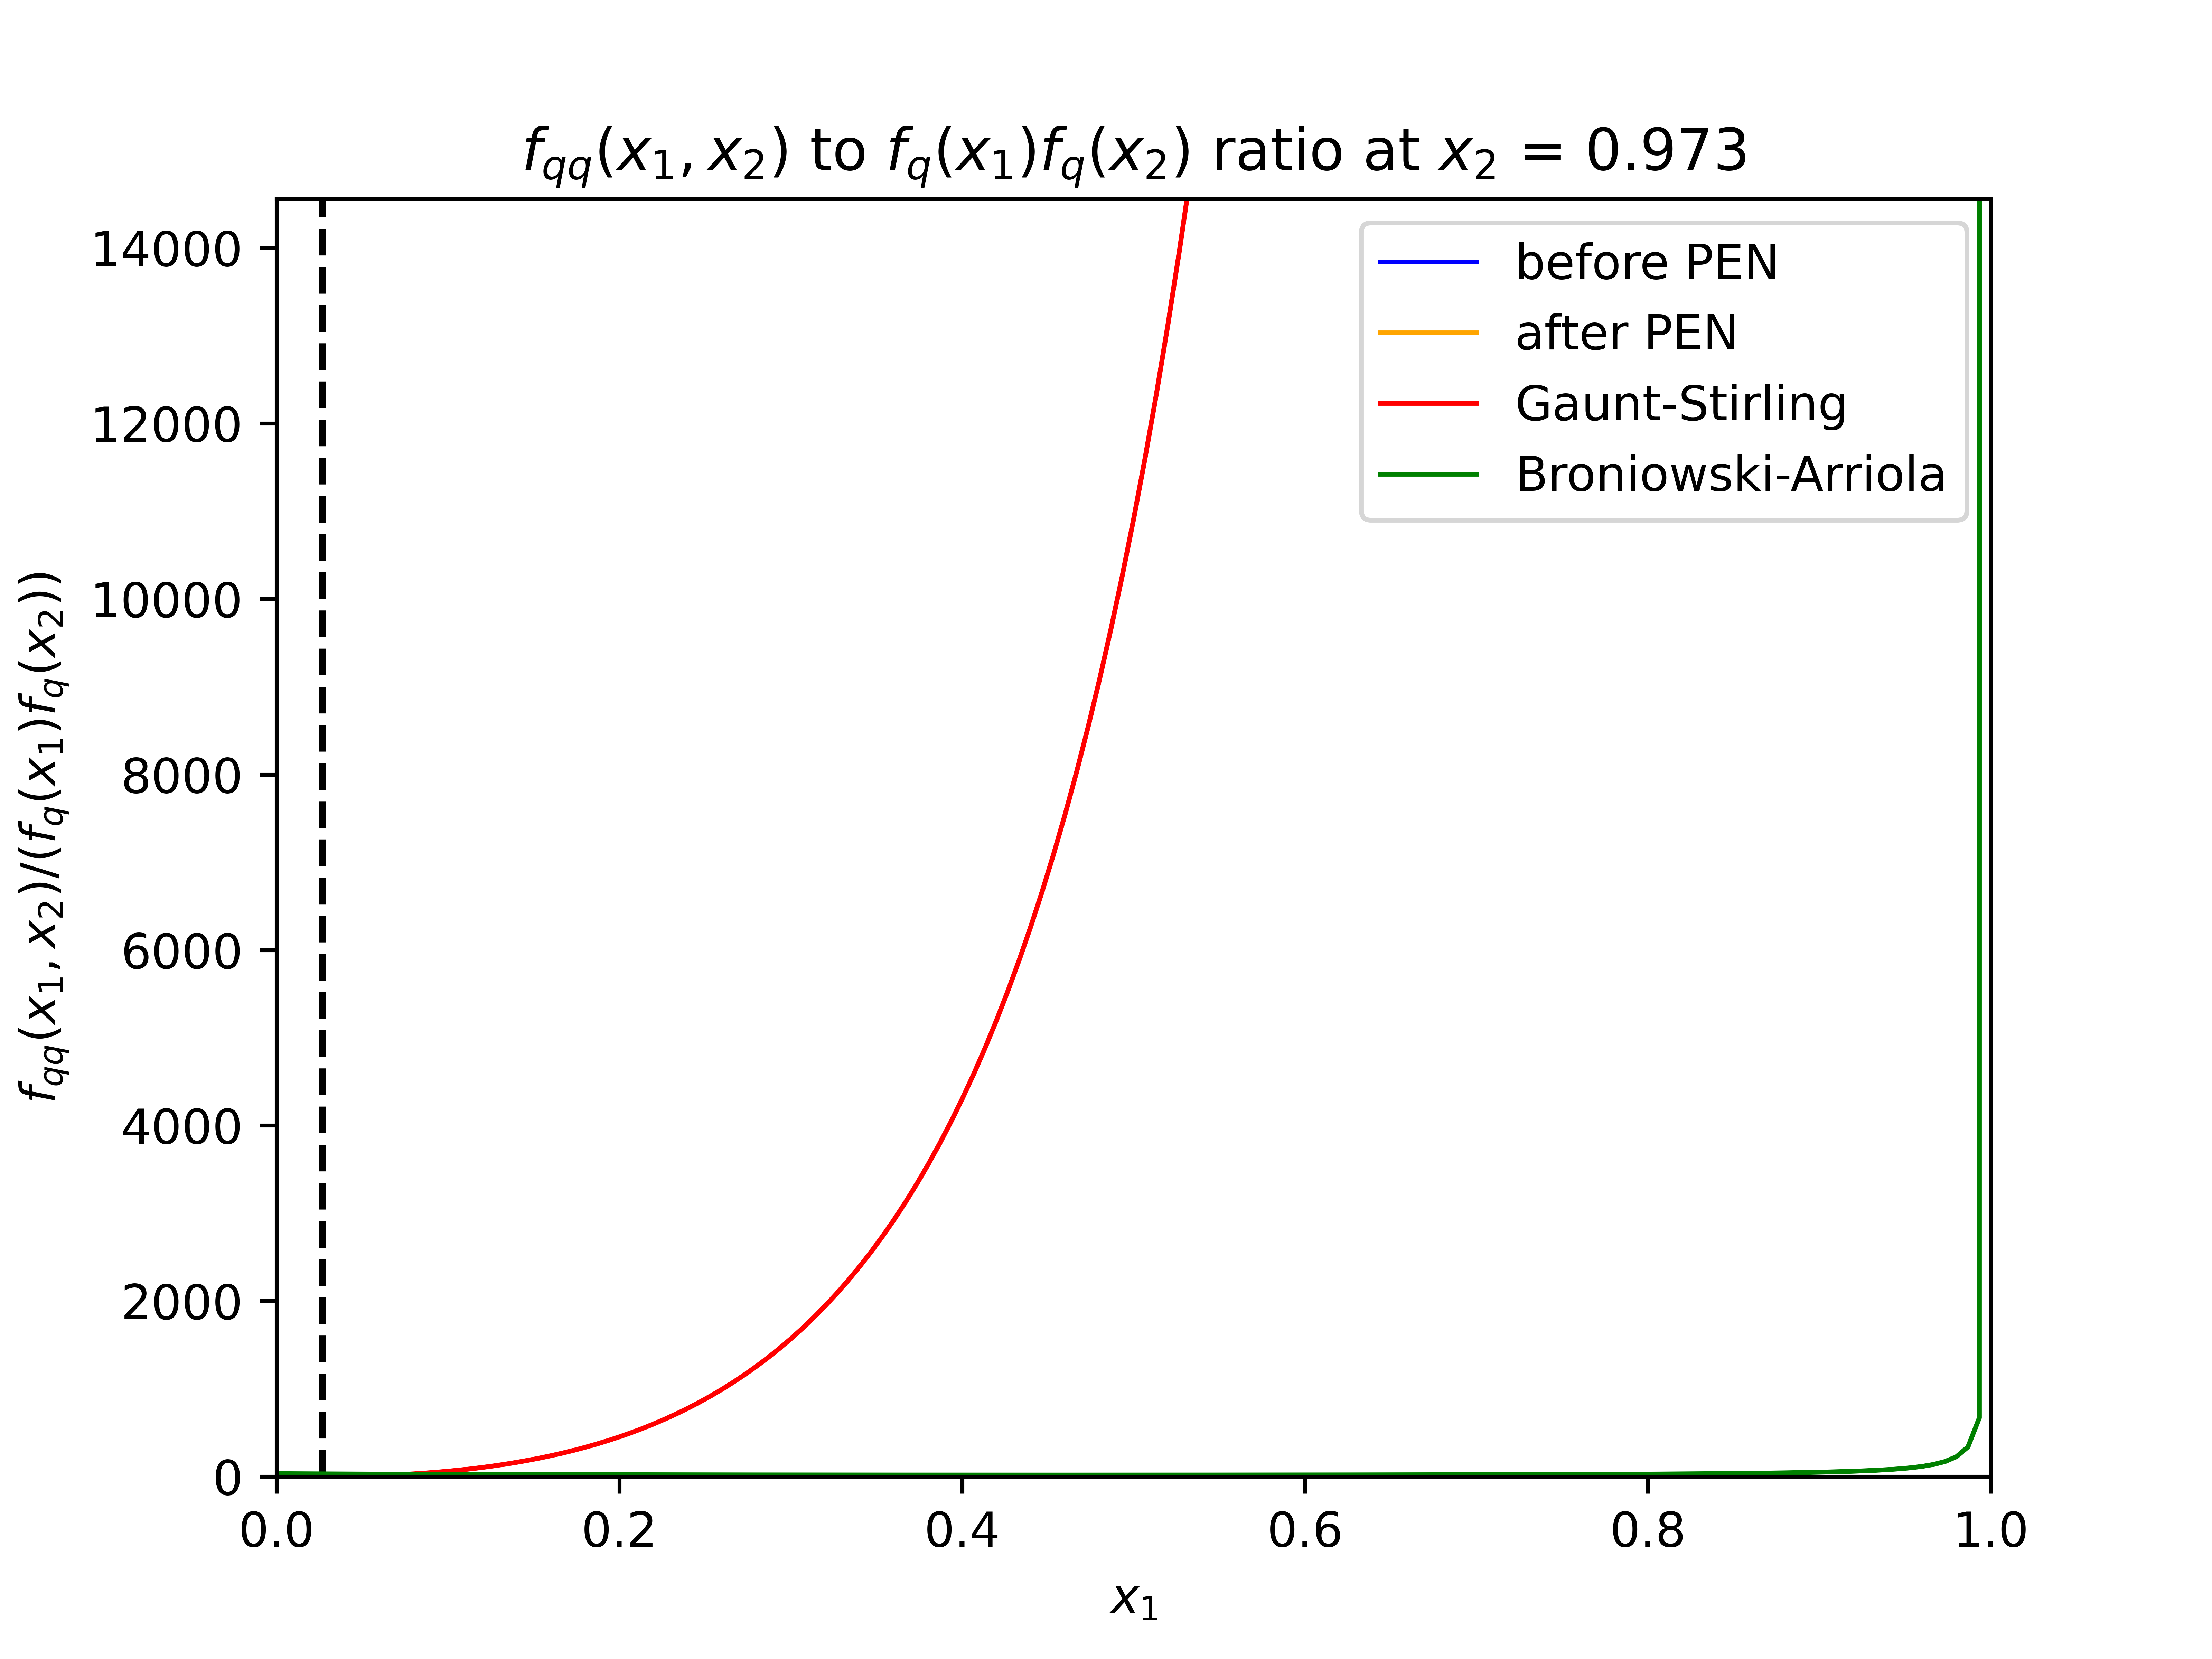 f_qq(x_1, x_2) to f_q(x_1)f_q(x_2) ratio at x_2 = 0.973
f_qq(x_1, x_2)/(f_q(x_1)f_q(x_2))
14000
12000
10000
8000
6000
4000
2000
0
before PEN
after PEN
Gaunt-Stirling
Broniowski-Arriola
0.0 0.2 0.4 0.6 0.8 1.0
x_1